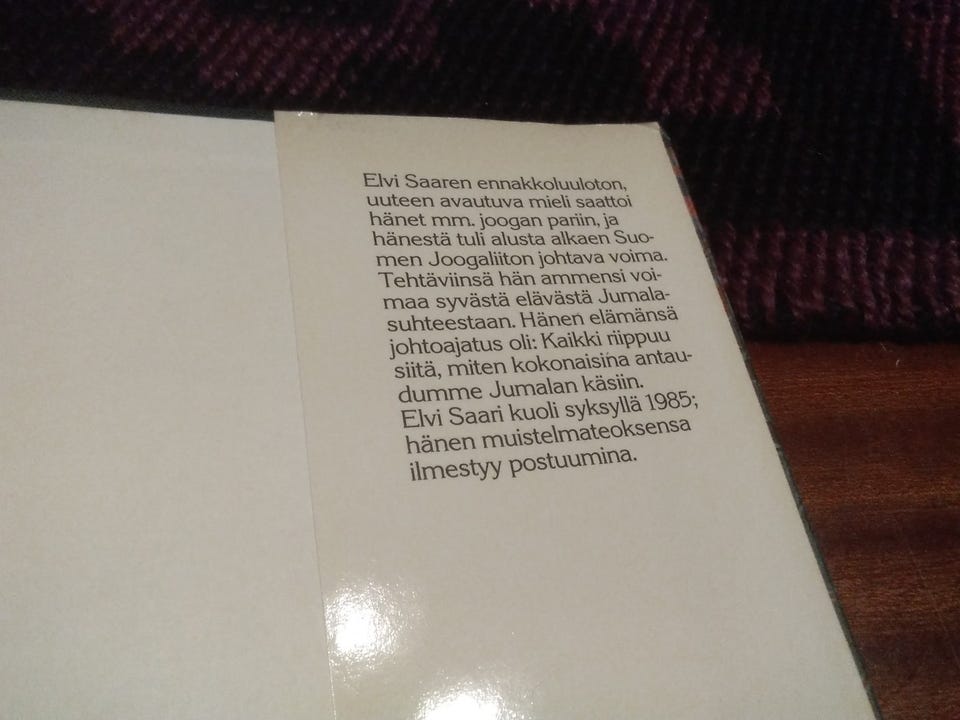 Elvi Saaren ennakkoluuloton,
uuteen avautuva mieli saattoi
hänet mm. joogan pariin, ja
hänestä tuli alusta alkaen Suo-
men Joogaliiton johtava voima.
Tehtäviinsä hän ammensi voi-
maa syvästä elävästä Jumala-
suhteestaan. Hänen elämänsä
johtoajatus oli: Kaikki riippuu
siitä, miten kokonaisina antau-
dumme Jumalan käsiin.
Elvi Saari kuoli syksyllä 1985;
hänen muistelmateoksensa
ilmestyy postuumina.